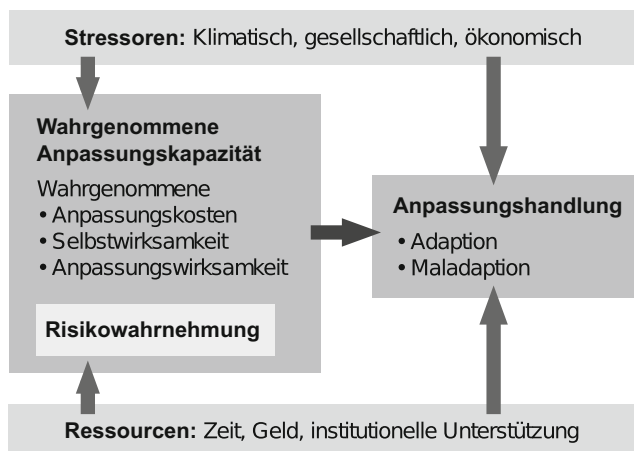 Stressoren: Klimatisch, gesellschaftlich, ökonomisch
Wahrgenommene
Anpassungskapazität
Wahrgenommene
• Anpassungskosten
• Selbstwirksamkeit
• Anpassungswirksamkeit
Risikowahrnehmung
Anpassungshandlung
• Adaption
• Maladaption
Ressourcen: Zeit, Geld, institutionelle Unterstützung